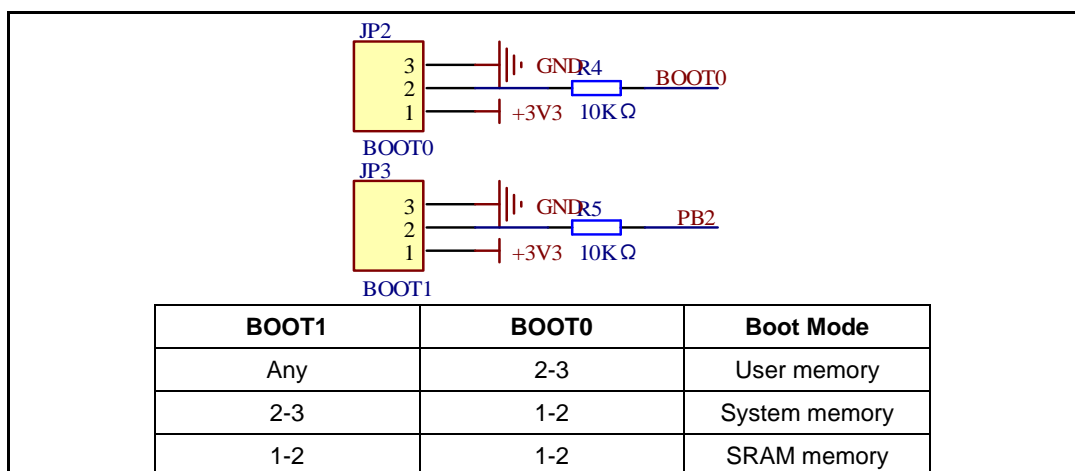 JP2
3 GND R4 BOOT0
2
1 +3V3 10KΩ
BOOT0
JP3
3 GND R5 PB2
2
1 +3V3 10KΩ
BOOT1
BOOT1 BOOT0 Boot Mode
Any 2-3 User memory
2-3 1-2 System memory
1-2 1-2 SRAM memory